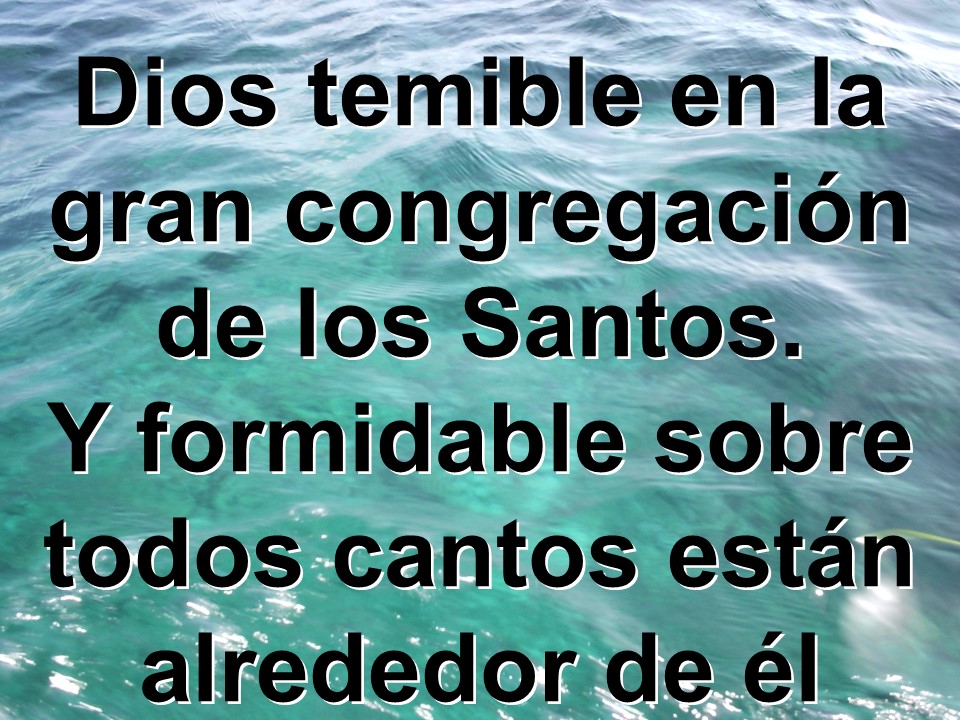 Dios temible en la
gran congregación
de los Santos.
Y formidable sobre
todos cantos están
alrededor de él